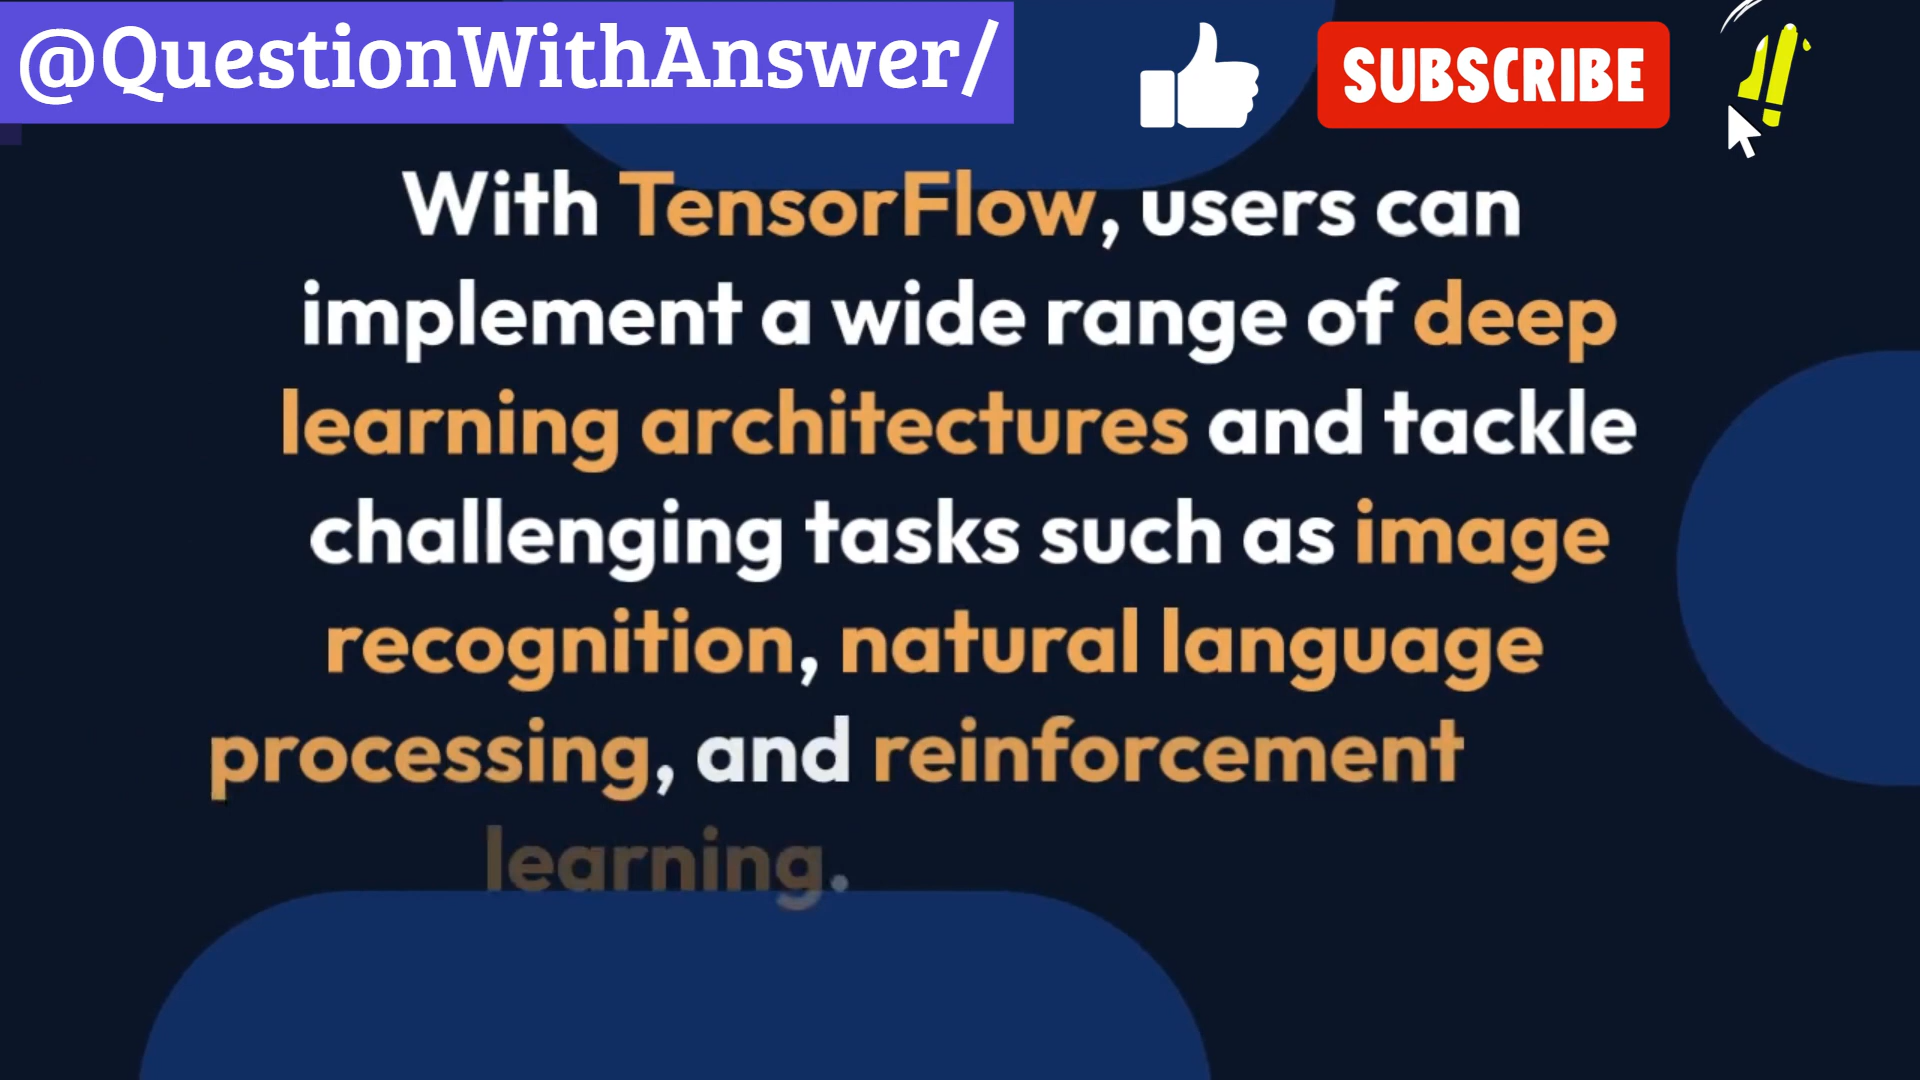 @QuestionWithAnswer/
SUBSCRIBE
With TensorFlow, users can
implement a wide range of deep
learning architectures and tackle
challenging tasks such as image
recognition, natural language
processing, and reinforcement
learning.